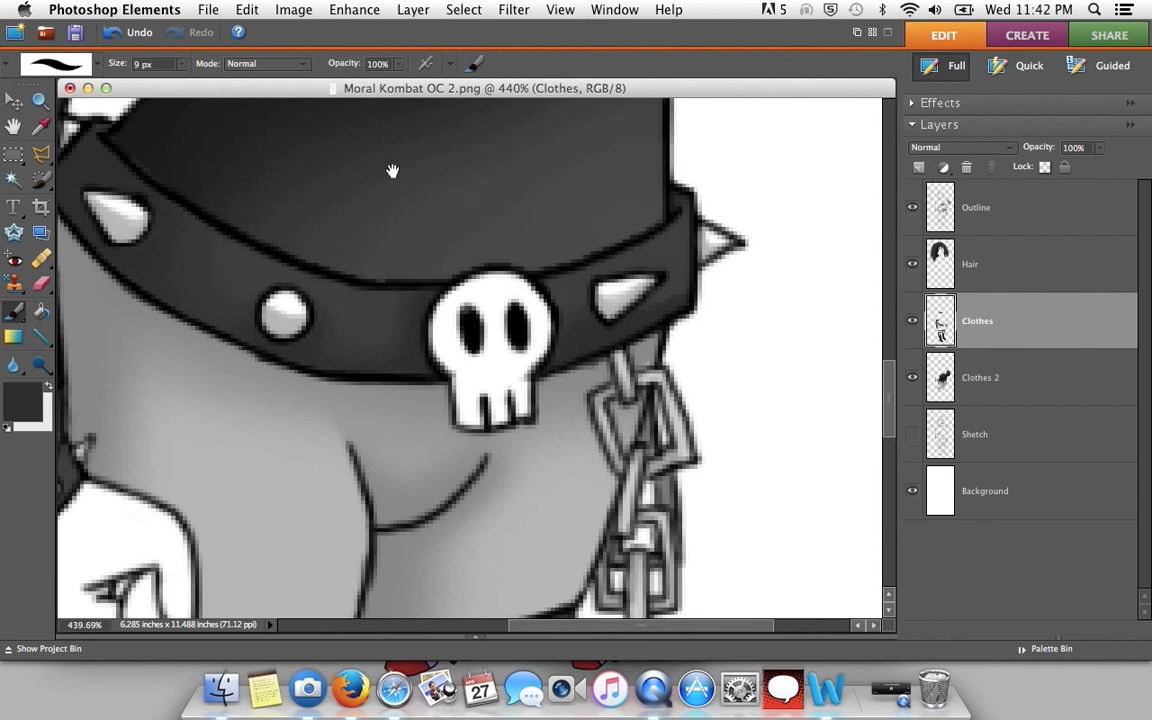 Photoshop Elements File Edit Image Enhance Layer Select Filter View Window Help 5 Wed 11:42 PM
Br Undo Redo ? EDIT CREATE SHARE
Size: 9 px Mode: Normal Opacity: 100% Full Quick Guided
Moral Kombat OC 2.png @ 440% (Clothes, RGB/8)
Effects
Layers
Normal Opacity: 100%
Lock:
Outline
Hair
Clothes
Clothes 2
Shetch
Background
439.69% 6.285 inches x 11.488 inches (71.12 ppi)
Show Project Bin Palette Bin
APR
27